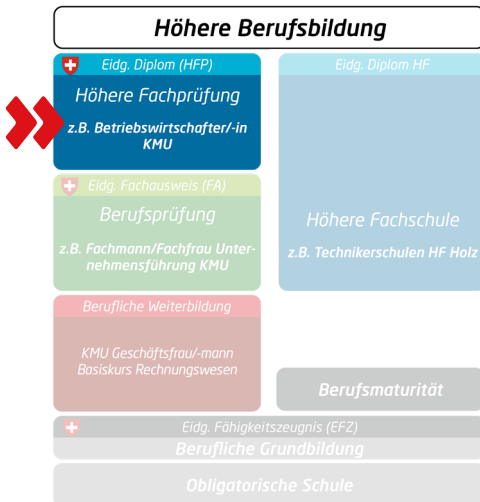 Höhere Berufsbildung
Eidg. Diplom (HFP)
Höhere Fachprüfung
z.B. Betriebswirtschafter/-in
KMU
Eidg. Diplom HF
Höhere Fachschule
z.B. Technikerschulen HF Holz
Eidg. Fachausweis (FA)
Berufsprüfung
z.B. Fachmann/Fachfrau Unter-
nehmensführung KMU
Berufliche Weiterbildung
KMU Geschäftsfrau/-mann
Basiskurs Rechnungswesen
Berufsmaturität
Eidg. Fähigkeitszeugnis (EFZ)
Berufliche Grundbildung
Obligatorische Schule